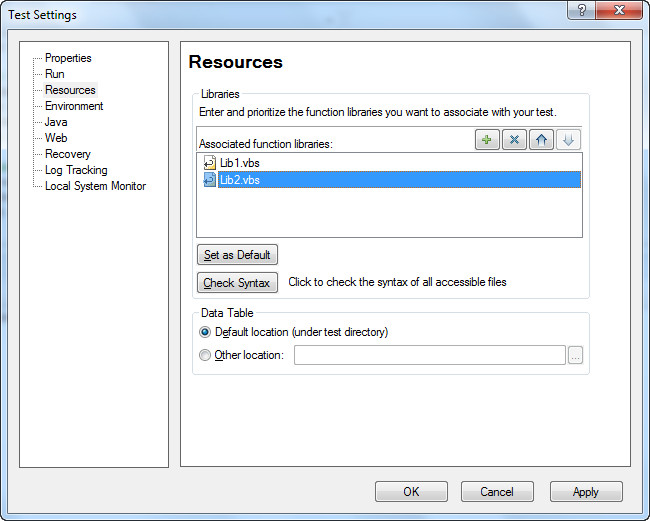 Test Settings
?
Properties
Run
Resources
Environment
Java
Web
Recovery
Log Tracking
Local System Monitor
Resources
Libraries
Enter and prioritize the function libraries you want to associate with your test.
Associated function libraries:
Lib1.vbs
Lib2.vbs
Set as Default
Check Syntax Click to check the syntax of all accessible files
Data Table
Default location (under test directory)
Other location: ...
OK Cancel Apply